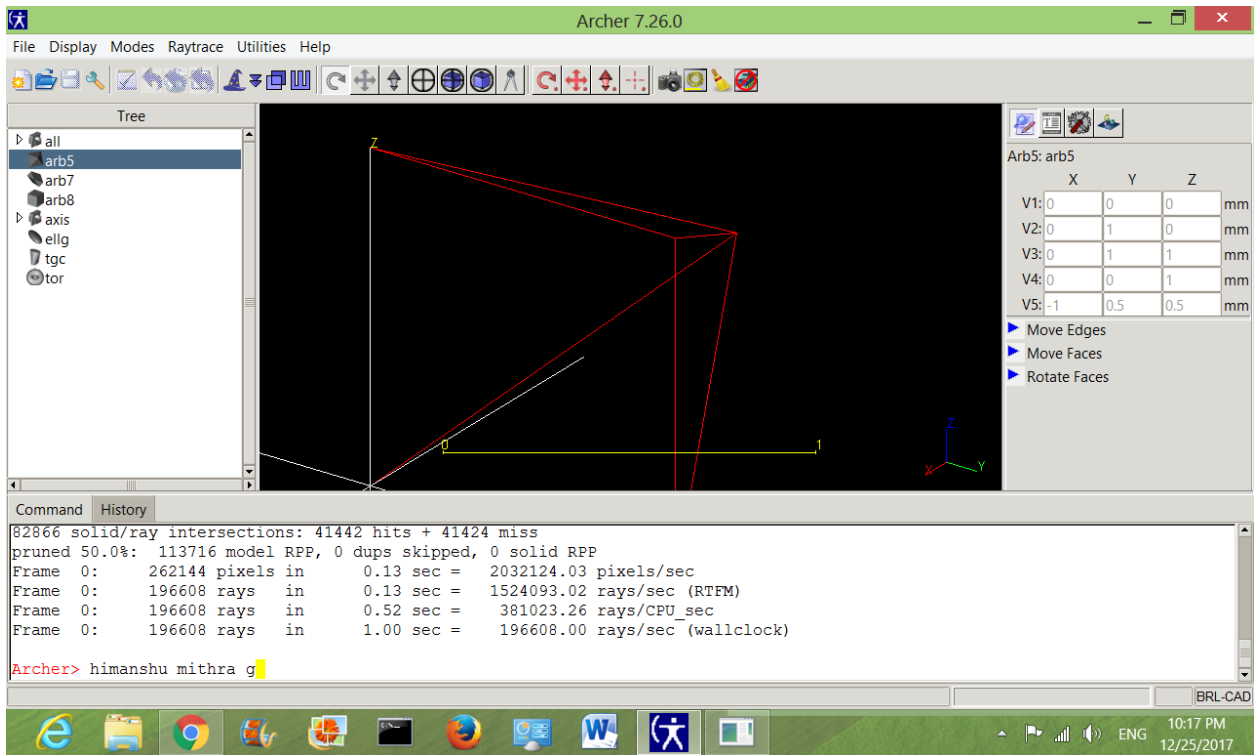 Archer 7.26.0
File Display Modes Raytrace Utilities Help
Tree
all
arb5
arb7
arb8
axis
ellg
tgc
tor
Z
0
1
Z
X
Y
Arb5: arb5
X Y Z
V1: 0 0 0 mm
V2: 0 1 0 mm
V3: 0 1 1 mm
V4: 0 0 1 mm
V5: -1 0.5 0.5 mm
Move Edges
Move Faces
Rotate Faces
Command History
82866 solid/ray intersections: 41442 hits + 41424 miss
pruned 50.0%: 113716 model RPP, 0 dups skipped, 0 solid RPP
Frame 0: 262144 pixels in 0.13 sec = 2032124.03 pixels/sec
Frame 0: 196608 rays in 0.13 sec = 1524093.02 rays/sec (RTFM)
Frame 0: 196608 rays in 0.52 sec = 381023.26 rays/CPU_sec
Frame 0: 196608 rays in 1.00 sec = 196608.00 rays/sec (wallclock)
Archer> himanshu mithra g
BRL-CAD
ENG
10:17 PM
12/25/2017